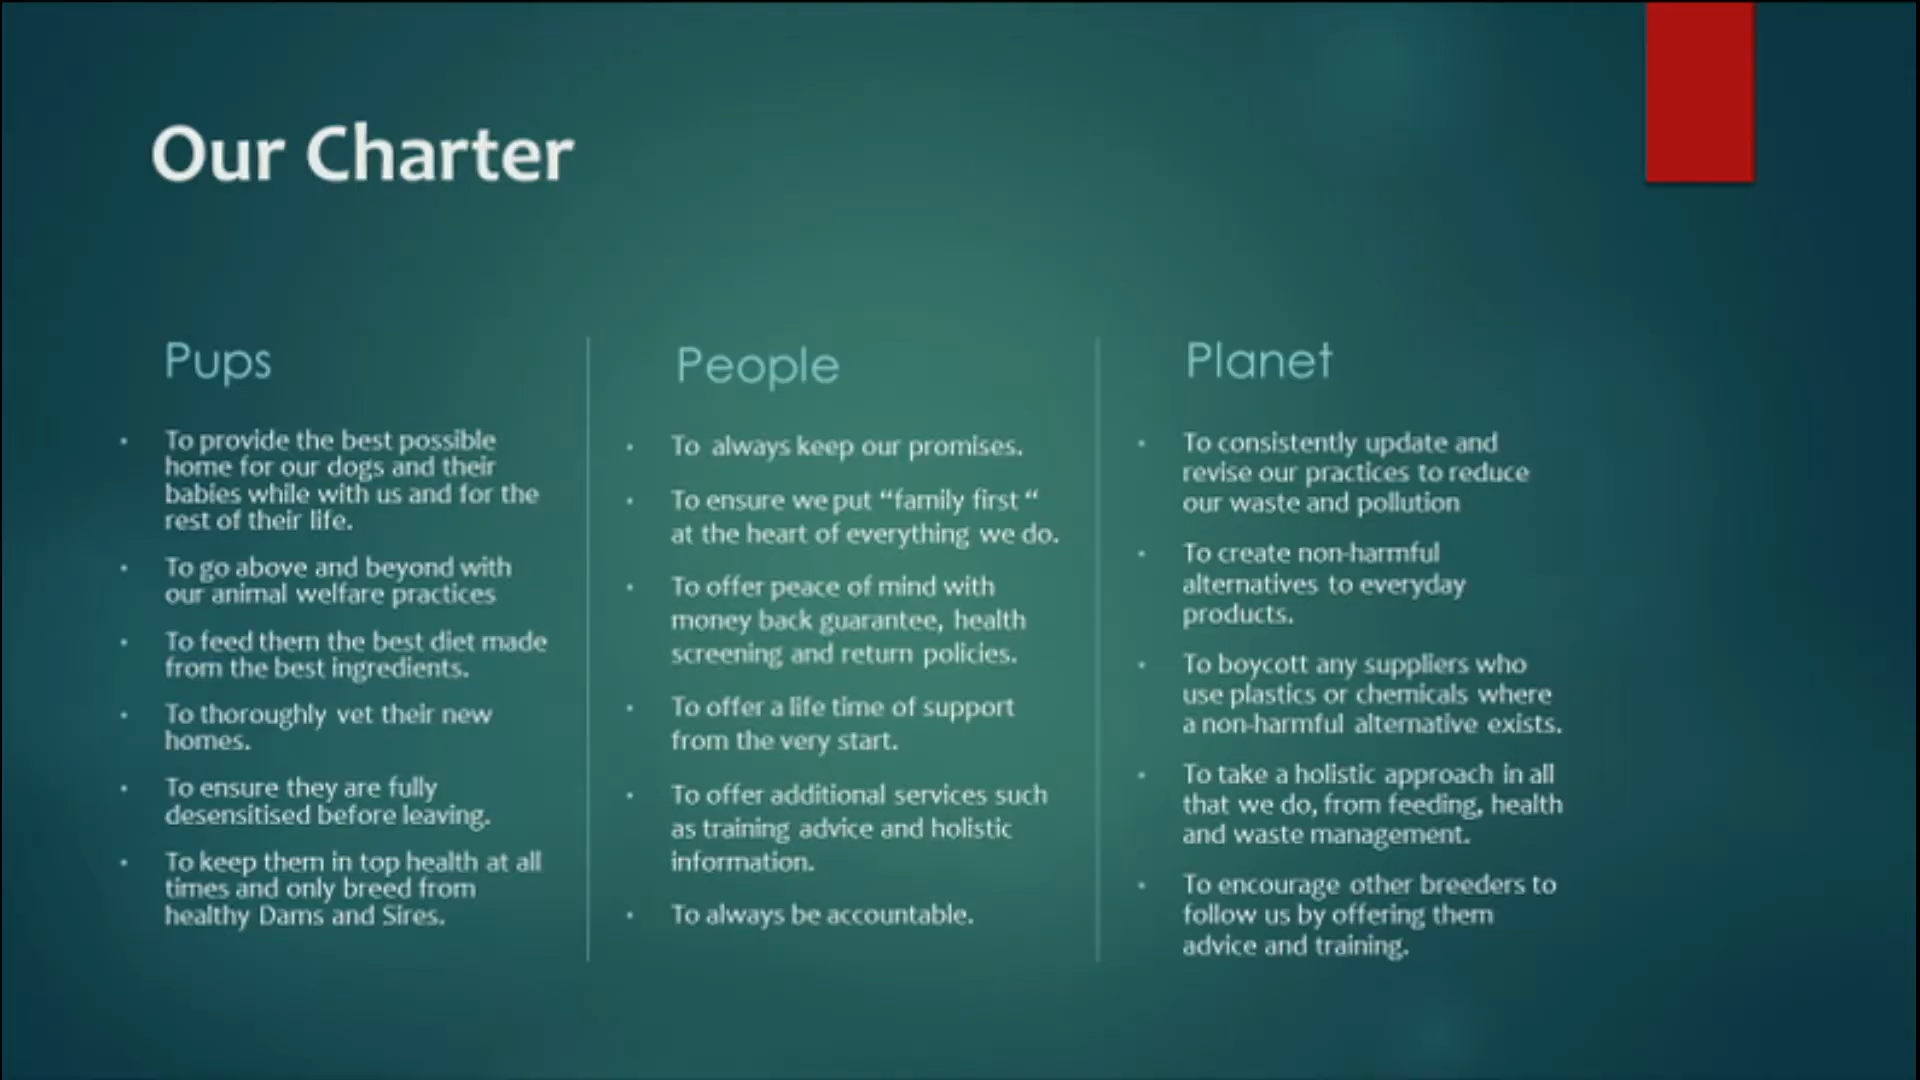 Our Charter
Pups
To provide the best possible
home for our dogs and their
babies while with us and for the
rest of their life.
To go above and beyond with
our animal welfare practices
To feed them the best diet made
from the best ingredients.
To thoroughly vet their new
homes.
To ensure they are fully
desensitised before leaving.
To keep them in top health at all
times and only breed from
healthy Dams and Sires.
People
To always keep our promises.
To ensure we put “family first “
at the heart of everything we do.
To offer peace of mind with
money back guarantee, health
screening and return policies.
To offer a life time of support
from the very start.
To offer additional services such
as training advice and holistic
information.
To always be accountable.
Planet
To consistently update and
revise our practices to reduce
our waste and pollution
To create non-harmful
alternatives to everyday
products.
To boycott any suppliers who
use plastics or chemicals where
a non-harmful alternative exists.
To take a holistic approach in all
that we do, from feeding, health
and waste management.
To encourage other breeders to
follow us by offering them
advice and training.